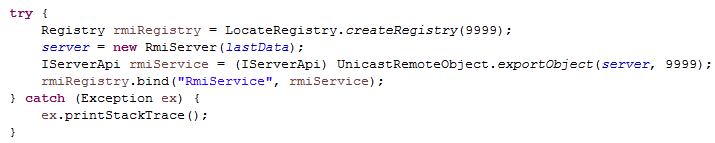 try {
    Registry rmiRegistry = LocateRegistry.createRegistry(9999);
    server = new RmiServer(lastData);
    IServerApi rmiService = (IServerApi) UnicastRemoteObject.exportObject(server, 9999);
    rmiRegistry.bind("RmiService", rmiService);
} catch (Exception ex) {
    ex.printStackTrace();
}